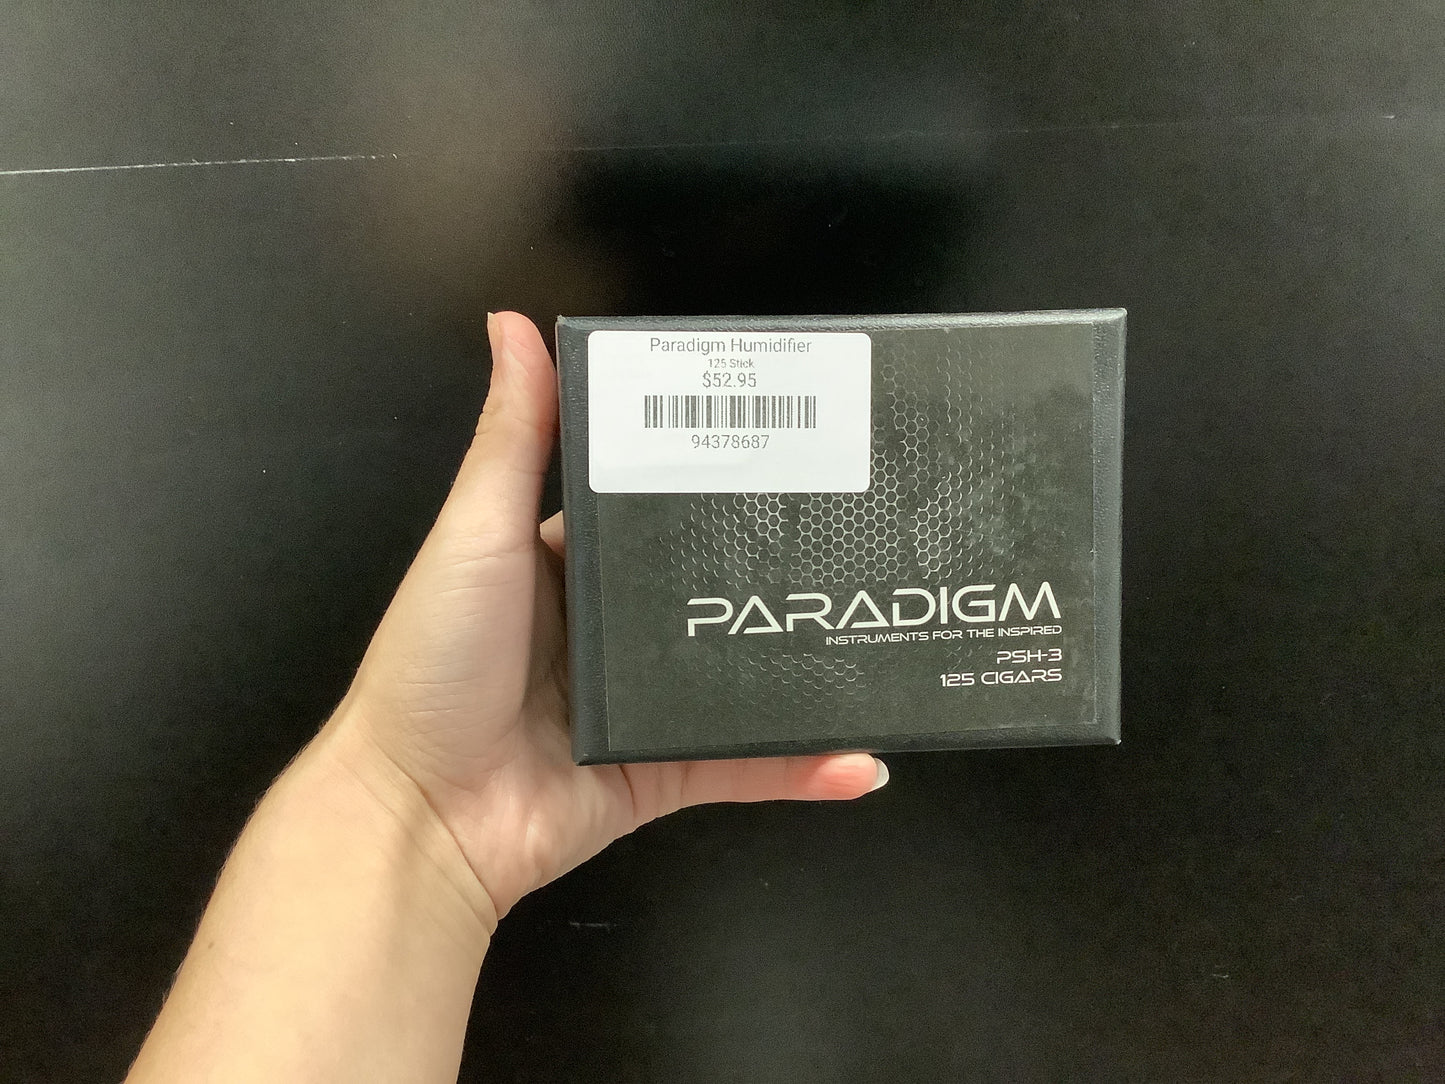 Paradigm Humidifier
125 Stick
$52.95
94378687
PARADIGM
INSTRUMENTS FOR THE INSPIRED
PSH-3
125 CIGARS